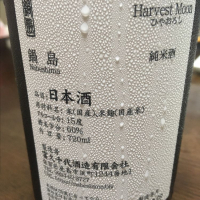 鍋島
Nabeshima
Harvest Moon
ひやおろし
純米酒
品目:日本酒
原材料名:米(国産)、米麹(国産米)
アルコール分:15度
精米歩合:60%
内容量:720ml
富久千代酒造有限会社